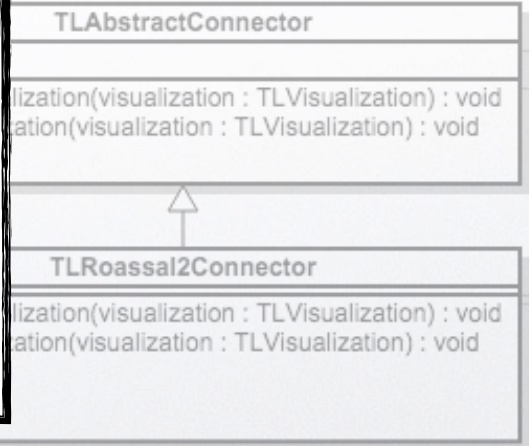 TLAbstractConnector
lization(visualization : TLVisualization) : void
ation(visualization : TLVisualization) : void
TLRoassal2Connector
lization(visualization : TLVisualization) : void
ation(visualization : TLVisualization) : void